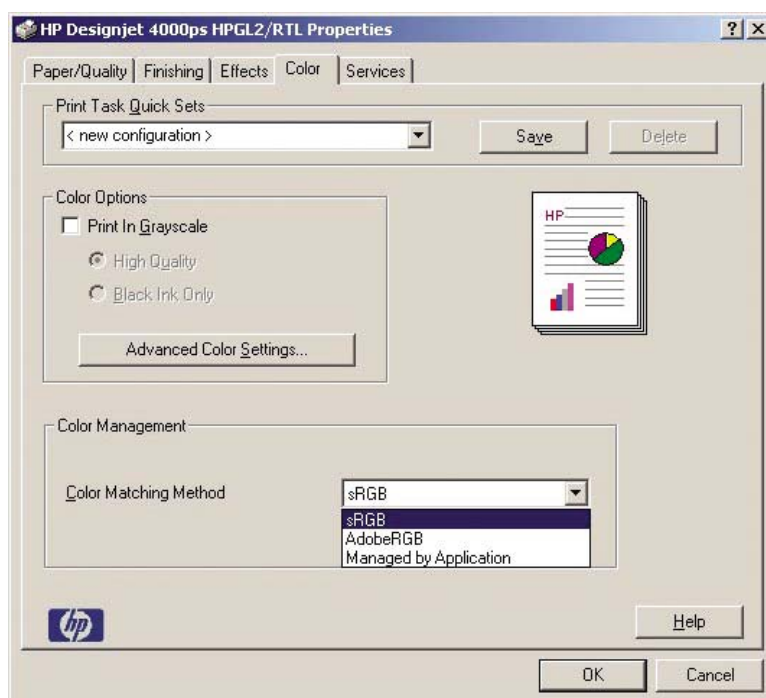 HP Designjet 4000ps HPGL2/RTL Properties
Paper/Quality Finishing Effects Color Services
Print Task Quick Sets
< new configuration > Save Delete
Color Options
Print In Grayscale
High Quality
Black Ink Only
Advanced Color Settings...
HP
Color Management
Color Matching Method sRGB
sRGB
AdobeRGB
Managed by Application
hp
Help
OK Cancel